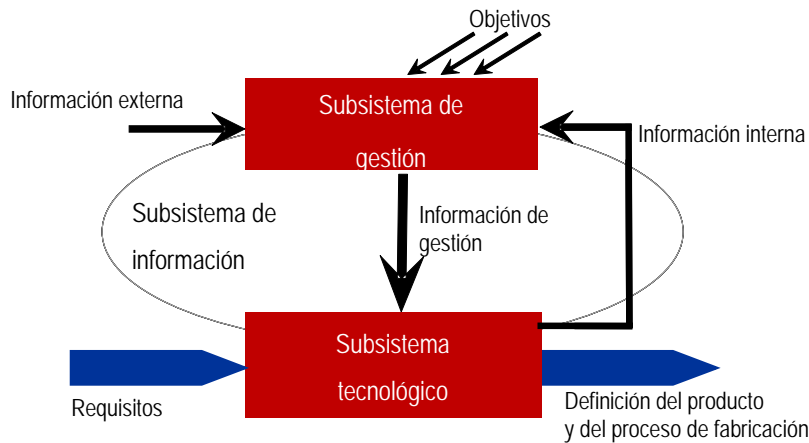 Objetivos
Información externa
Subsistema de
gestión
Información interna
Subsistema de
información
Información de
gestión
Subsistema
tecnológico
Requisitos
Definición del producto
y del proceso de fabricación